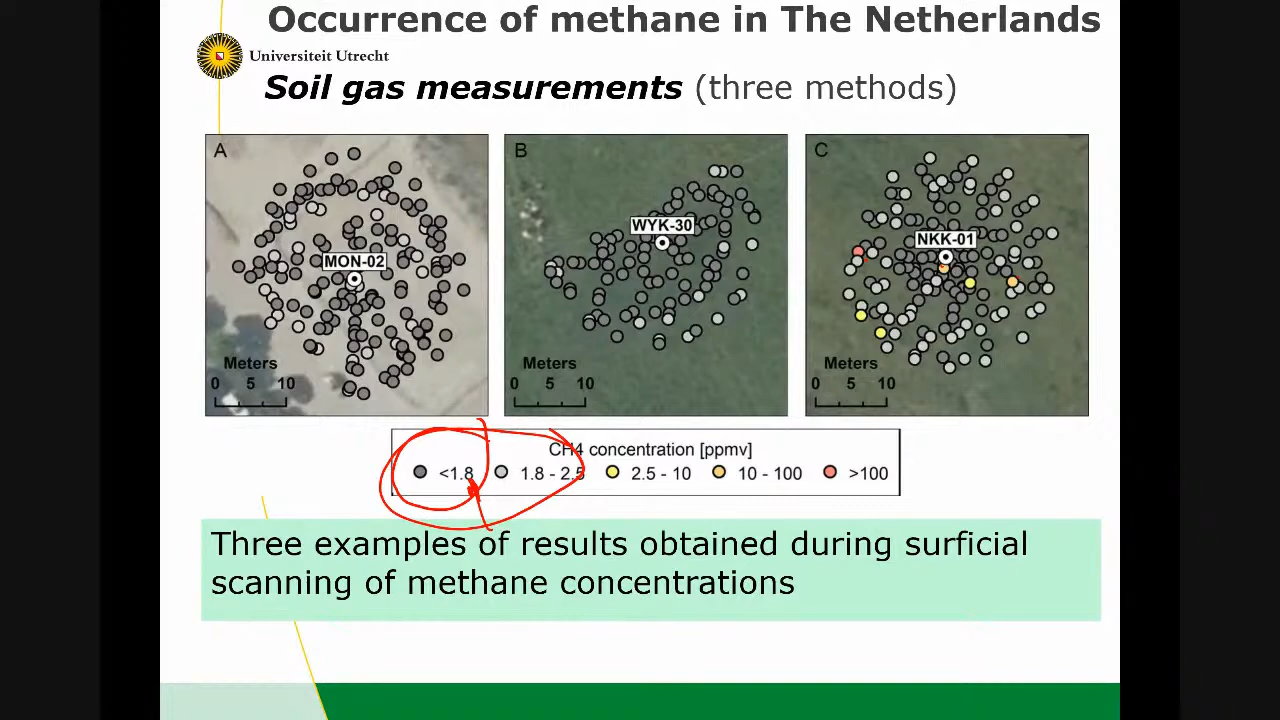 Occurrence of methane in The Netherlands
Universiteit Utrecht
Soil gas measurements (three methods)
A
MON-02
Meters
0 5 10
B
WYK-30
Meters
0 5 10
C
NKK-01
Meters
0 5 10
CH4 concentration [ppmv]
<1.8 1.8 - 2.5 2.5 - 10 10 - 100 >100
Three examples of results obtained during surficial
scanning of methane concentrations